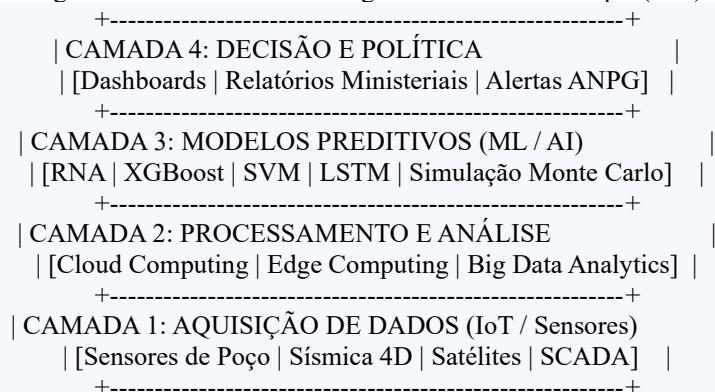 +----------------------------------------------------------+
| CAMADA 4: DECISÃO E POLÍTICA |
| [Dashboards | Relatórios Ministeriais | Alertas ANPG] |
+----------------------------------------------------------+
| CAMADA 3: MODELOS PREDITIVOS (ML / AI) |
| [RNA | XGBoost | SVM | LSTM | Simulação Monte Carlo] |
+----------------------------------------------------------+
| CAMADA 2: PROCESSAMENTO E ANÁLISE |
| [Cloud Computing | Edge Computing | Big Data Analytics] |
+----------------------------------------------------------+
| CAMADA 1: AQUISIÇÃO DE DADOS (IoT / Sensores)
| [Sensores de Poço | Sísmica 4D | Satélites | SCADA] |
+----------------------------------------------------------+